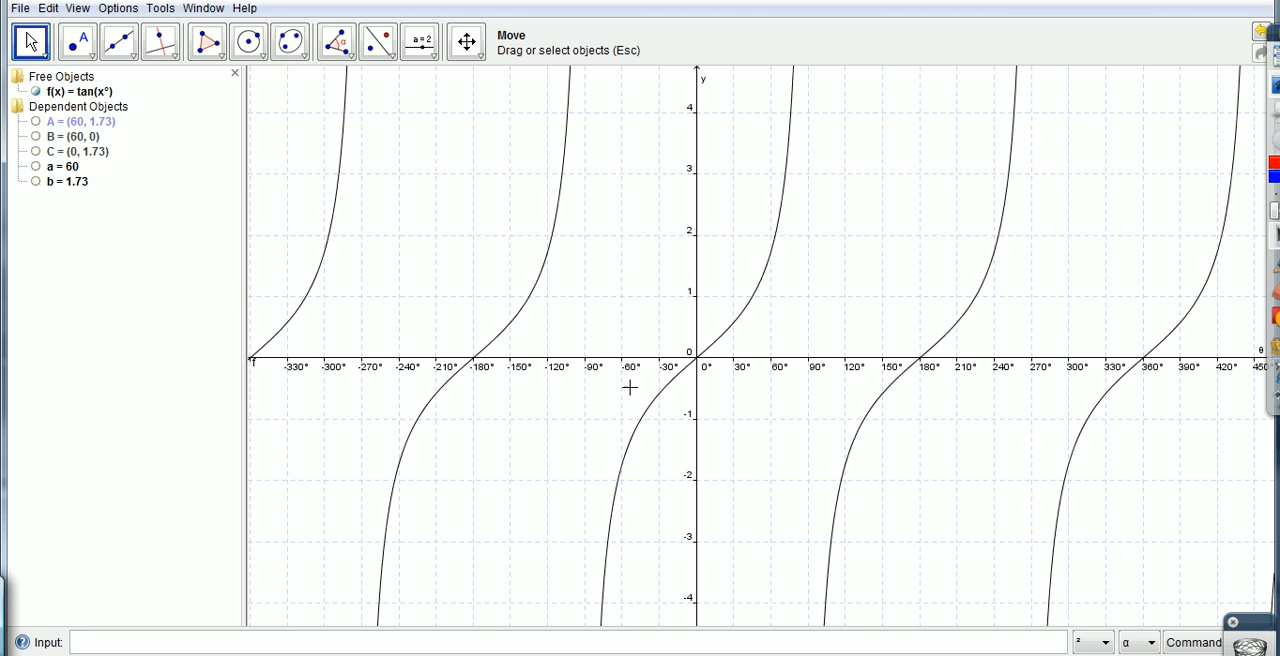 File Edit View Options Tools Window Help
A
α
a = 2
Move
Drag or select objects (Esc)
Free Objects
f(x) = tan(x°)
Dependent Objects
A = (60, 1.73)
B = (60, 0)
C = (0, 1.73)
a = 60
b = 1.73
y
4
3
2
1
0
θ
-330° -300° -270° -240° -210° -180° -150° -120° -90° -60° -30° 0° 30° 60° 90° 120° 150° 180° 210° 240° 270° 300° 330° 360° 390° 420° 450
-1
-2
-3
-4
Input:
²
α
Command